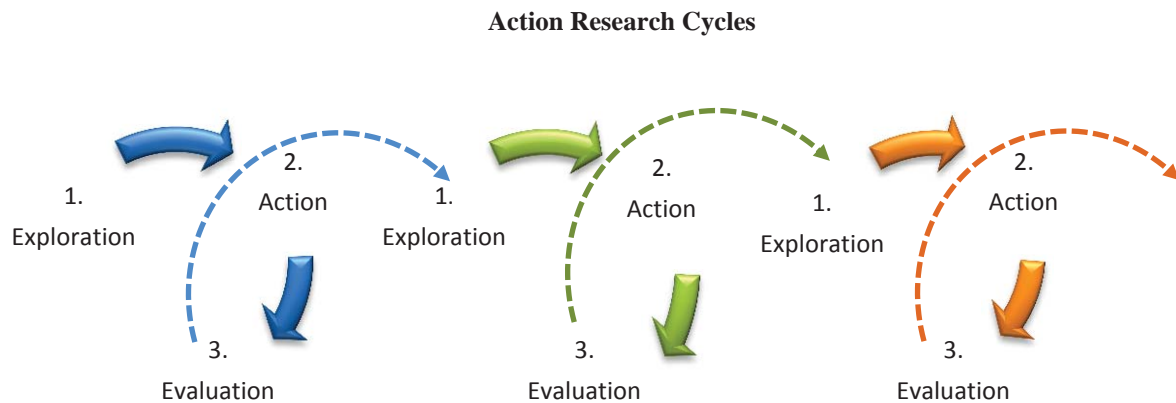 Action Research Cycles
1.
Exploration
2.
Action
3.
Evaluation
1.
Exploration
2.
Action
3.
Evaluation
1.
Exploration
2.
Action
3.
Evaluation